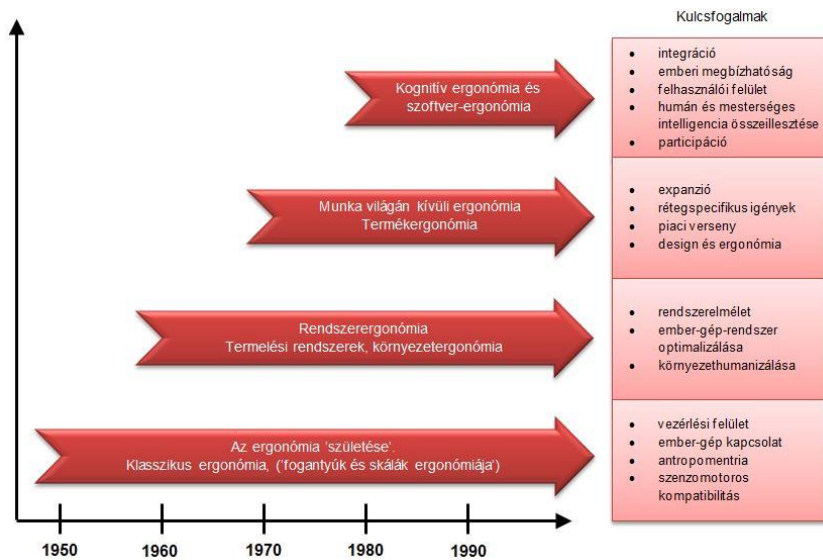 Kulcsfogalmak
Kognitív ergonómia és
szoftver-ergonómia
• integráció
• emberi megbízhatóság
• felhasználói felület
• humán és mesterséges
intelligencia összeillesztése
• participáció
Munka világán kívüli ergonómia
Termékergonómia
• expanzió
• rétegspecifikus igények
• piaci verseny
• design és ergonómia
Rendszerergonómia
Termelési rendszerek, környezetergonómia
• rendszerelmélet
• ember-gép-rendszer
optimalizálása
• környezethumanizálása
Az ergonómia 'születése'.
Klasszikus ergonómia, ('fogantyúk és skálák ergonómiája')
• vezérlési felület
• ember-gép kapcsolat
• antropomentria
• szenzomotoros
kompatibilitás
1950 1960 1970 1980 1990